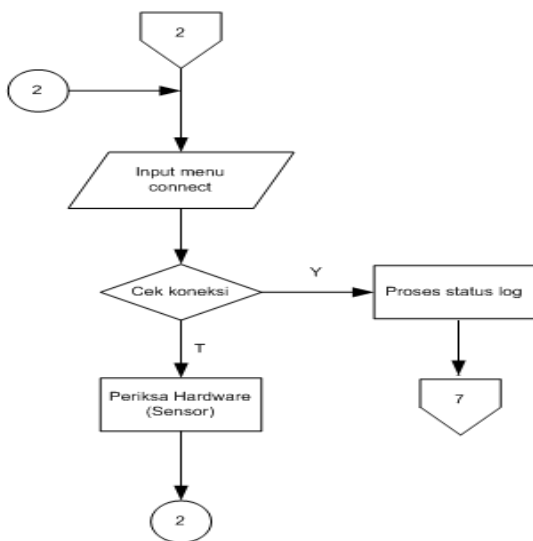 2
2
Input menu
connect
Cek koneksi
Y
Proses status log
T
Periksa Hardware
(Sensor)
7
2